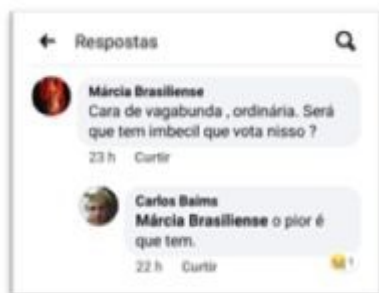 Respostas
Márcia Brasiliense
Cara de vagabunda , ordinária. Será
que tem imbecil que vota nisso ?
23 h Curtir
Carlos Baims
Márcia Brasiliense o pior é
que tem.
22 h Curtir
1